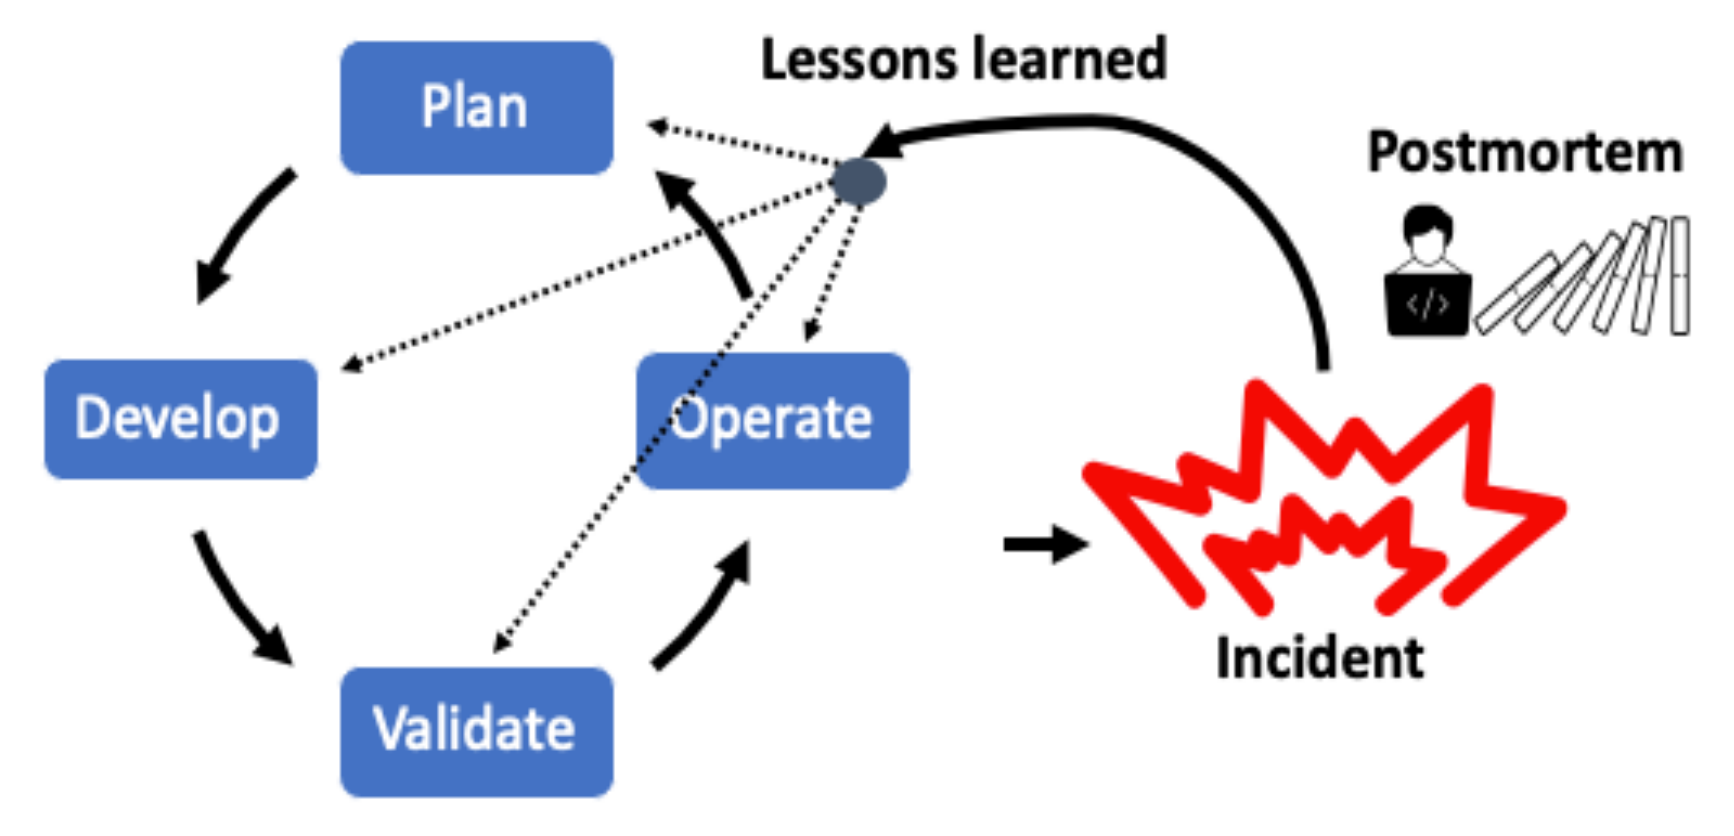 Lessons learned
Plan
Postmortem
</>
Develop
Operate
Incident
Validate